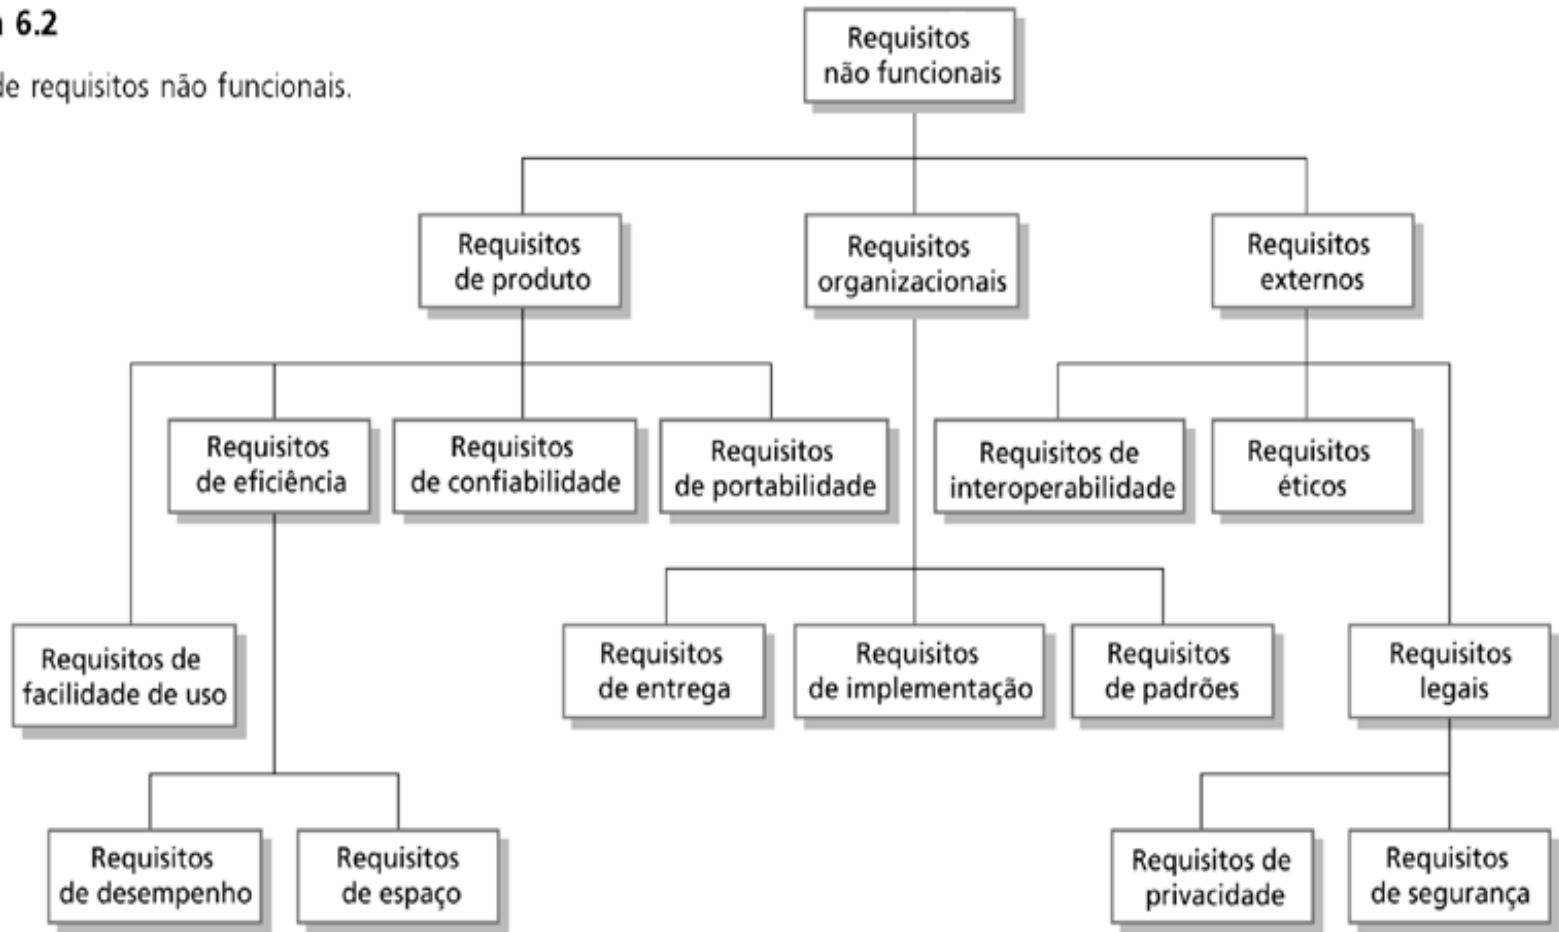 6.2
de requisitos não funcionais.
Requisitos
não funcionais
Requisitos
de produto
Requisitos
organizacionais
Requisitos
externos
Requisitos
de eficiência
Requisitos
de confiabilidade
Requisitos
de portabilidade
Requisitos de
interoperabilidade
Requisitos
éticos
Requisitos de
facilidade de uso
Requisitos
de entrega
Requisitos
de implementação
Requisitos
de padrões
Requisitos
legais
Requisitos
de desempenho
Requisitos
de espaço
Requisitos de
privacidade
Requisitos
de segurança